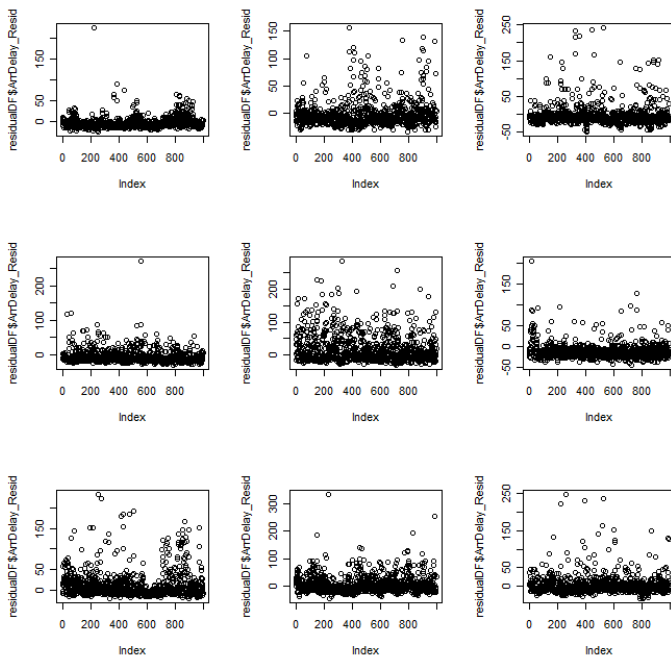 residualDF$ArrDelay_Resid
0 50 150
0 200 400 600 800
Index
residualDF$ArrDelay_Resid
0 50 100 150
0 200 400 600 800
Index
residualDF$ArrDelay_Resid
-50 0 50 150 250
0 200 400 600 800
Index
residualDF$ArrDelay_Resid
0 100 200
0 200 400 600 800
Index
residualDF$ArrDelay_Resid
0 50 100 200
0 200 400 600 800
Index
residualDF$ArrDelay_Resid
-50 0 50 150
0 200 400 600 800
Index
residualDF$ArrDelay_Resid
0 50 150
0 200 400 600 800
Index
residualDF$ArrDelay_Resid
0 100 200 300
0 200 400 600 800
Index
residualDF$ArrDelay_Resid
0 50 150 250
0 200 400 600 800
Index